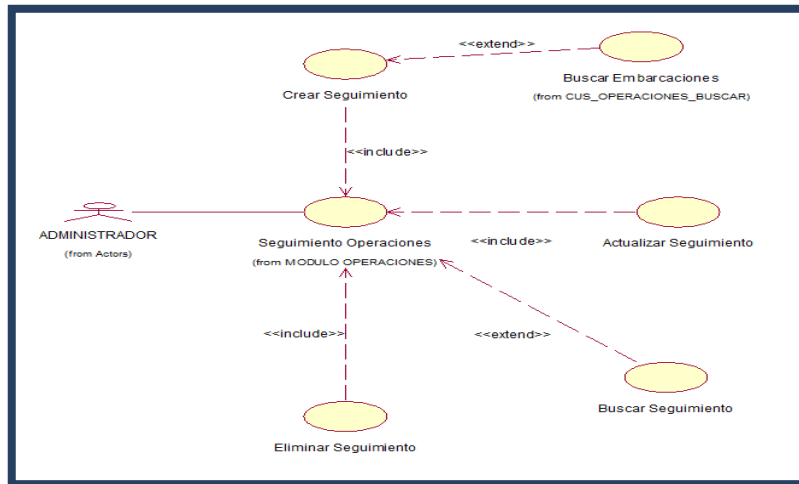 <<extend>>
Buscar Embarcaciones
(from CUS_OPERACIONES_BUSCAR)
Crear Seguimiento
<<include>>
ADMINISTRADOR
(from Actors)
Seguimiento Operaciones
(from MODULO OPERACIONES)
<<include>>
Actualizar Seguimiento
<<include>>
<<extend>>
Buscar Seguimiento
Eliminar Seguimiento